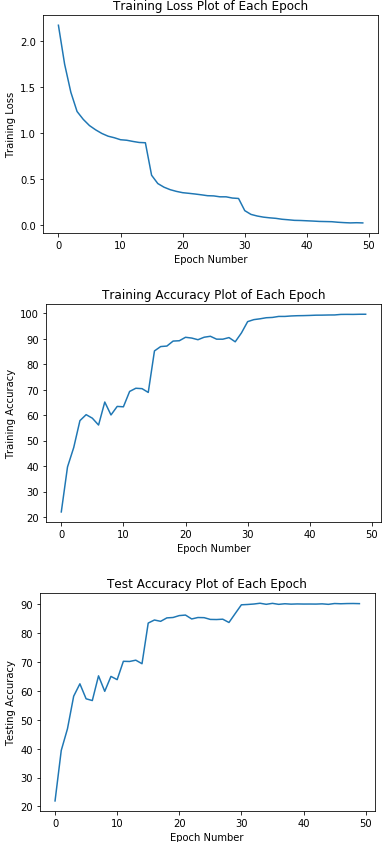 Training Loss Plot of Each Epoch
2.0
1.5
1.0
0.5
0.0
Training Loss
0 10 20 30 40 50
Epoch Number
Training Accuracy Plot of Each Epoch
100
90
80
70
60
50
40
30
20
Training Accuracy
0 10 20 30 40 50
Epoch Number
Test Accuracy Plot of Each Epoch
90
80
70
60
50
40
30
20
Testing Accuracy
0 10 20 30 40 50
Epoch Number